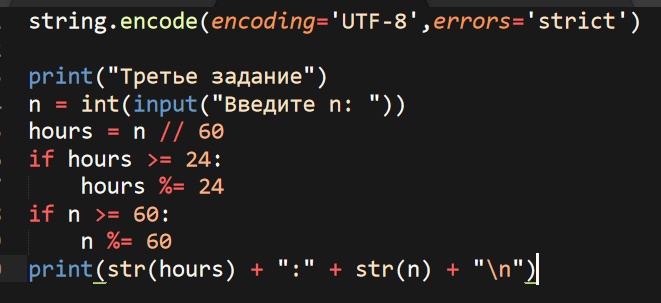 string.encode(encoding='UTF-8',errors='strict')
print("Третье задание")
n = int(input("Введите n: "))
hours = n // 60
if hours >= 24:
    hours %= 24
if n >= 60:
    n %= 60
print(str(hours) + ":" + str(n) + "\n")